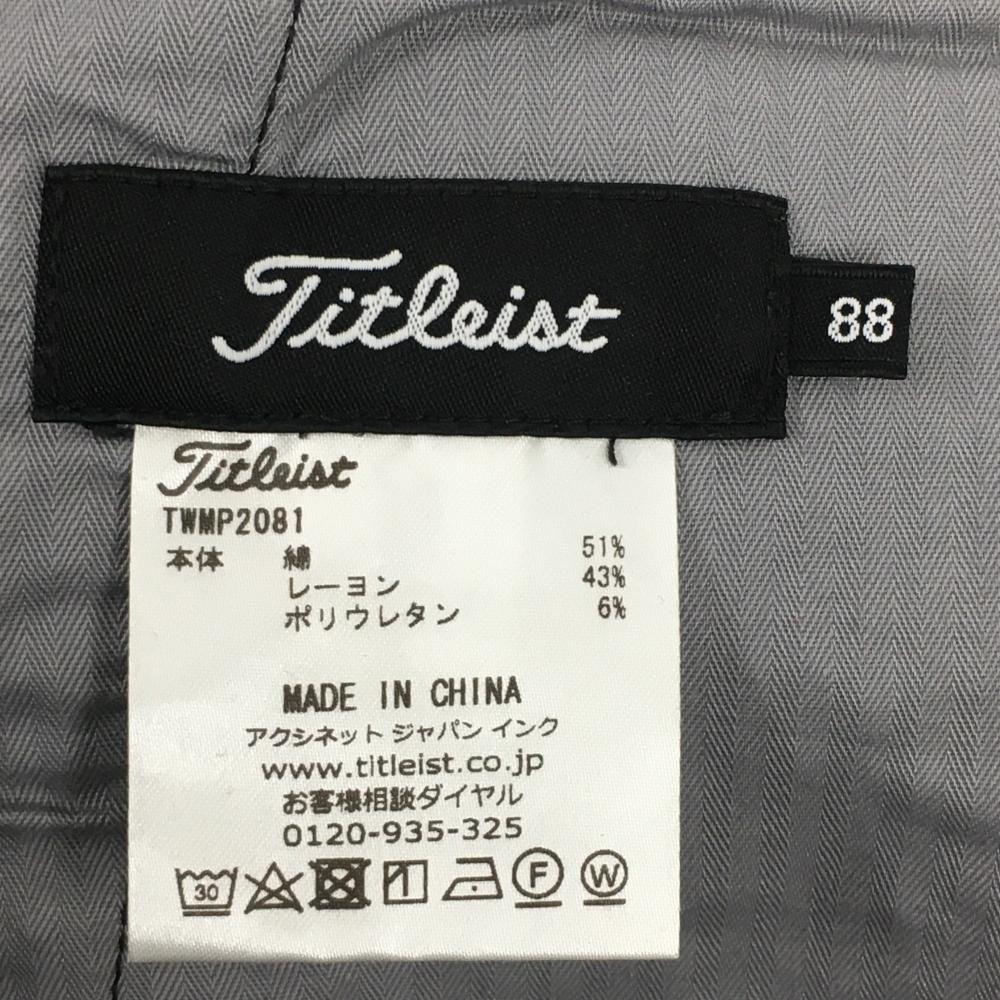 Titleist
88
Titleist
TWMP2081
本体 綿 51%
レーヨン 43%
ポリウレタン 6%
MADE IN CHINA
アクシネット ジャパン インク
www.titleist.co.jp
お客様相談ダイヤル
0120-935-325
30 F W